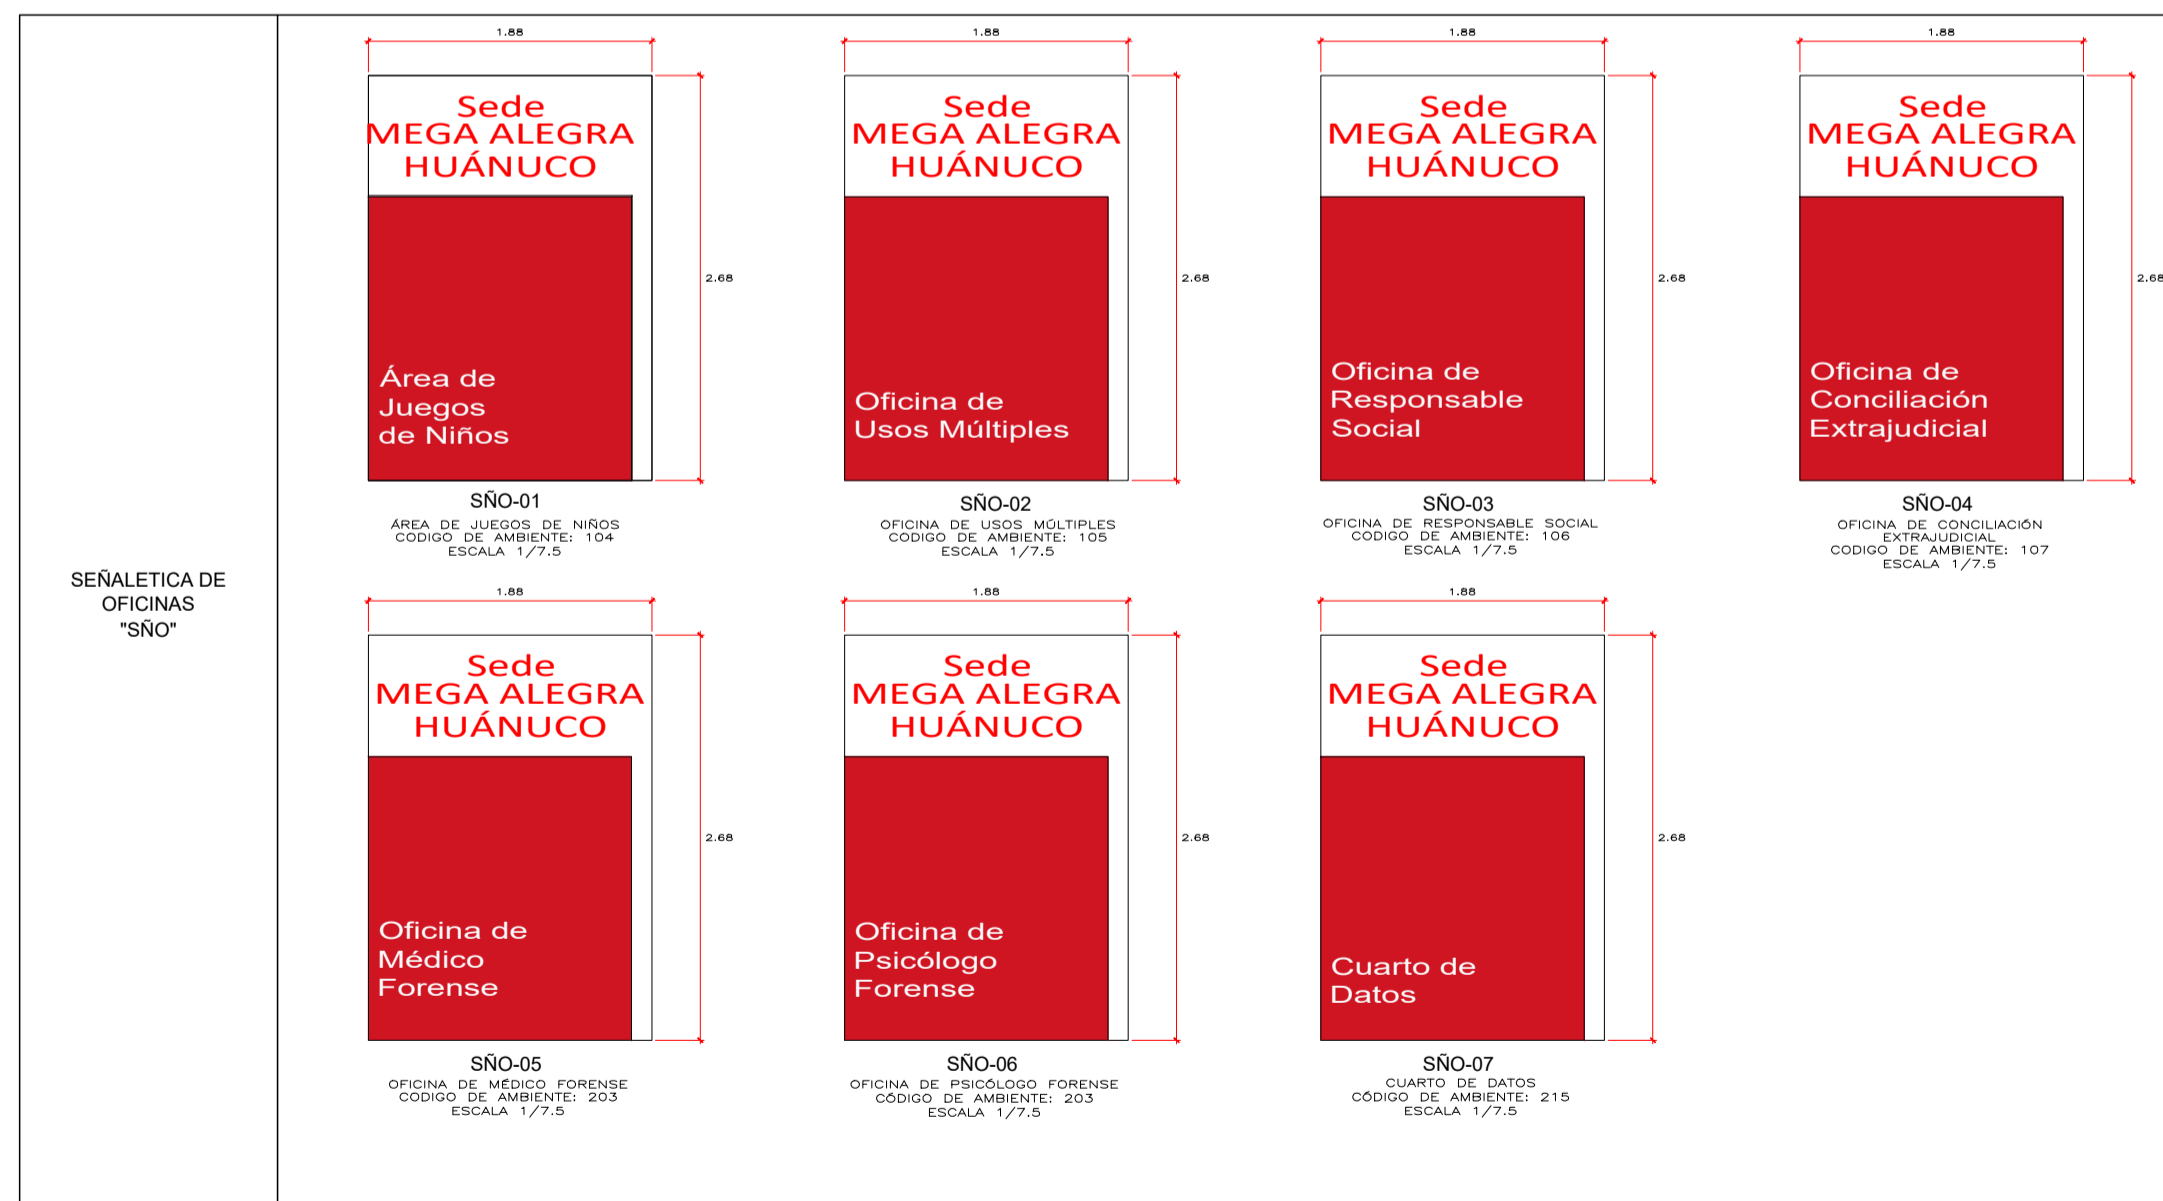 SEÑALETICA DE
OFICINAS
"SÑO"
1.88
Sede
MEGA ALEGRA
HUÁNUCO
2.68
Área de
Juegos
de Niños
SÑO-01
ÁREA DE JUEGOS DE NIÑOS
CODIGO DE AMBIENTE: 104
ESCALA 1/7.5
1.88
Sede
MEGA ALEGRA
HUÁNUCO
2.68
Oficina de
Usos Múltiples
SÑO-02
OFICINA DE USOS MÚLTIPLES
CODIGO DE AMBIENTE: 105
ESCALA 1/7.5
1.88
Sede
MEGA ALEGRA
HUÁNUCO
2.68
Oficina de
Responsable
Social
SÑO-03
OFICINA DE RESPONSABLE SOCIAL
CODIGO DE AMBIENTE: 106
ESCALA 1/7.5
1.88
Sede
MEGA ALEGRA
HUÁNUCO
2.68
Oficina de
Conciliación
Extrajudicial
SÑO-04
OFICINA DE CONCILIACIÓN
EXTRAJUDICIAL
CODIGO DE AMBIENTE: 107
ESCALA 1/7.5
1.88
Sede
MEGA ALEGRA
HUÁNUCO
2.68
Oficina de
Médico
Forense
SÑO-05
OFICINA DE MÉDICO FORENSE
CODIGO DE AMBIENTE: 203
ESCALA 1/7.5
1.88
Sede
MEGA ALEGRA
HUÁNUCO
2.68
Oficina de
Psicólogo
Forense
SÑO-06
OFICINA DE PSICÓLOGO FORENSE
CÓDIGO DE AMBIENTE: 203
ESCALA 1/7.5
1.88
Sede
MEGA ALEGRA
HUÁNUCO
2.68
Cuarto de
Datos
SÑO-07
CUARTO DE DATOS
CÓDIGO DE AMBIENTE: 215
ESCALA 1/7.5